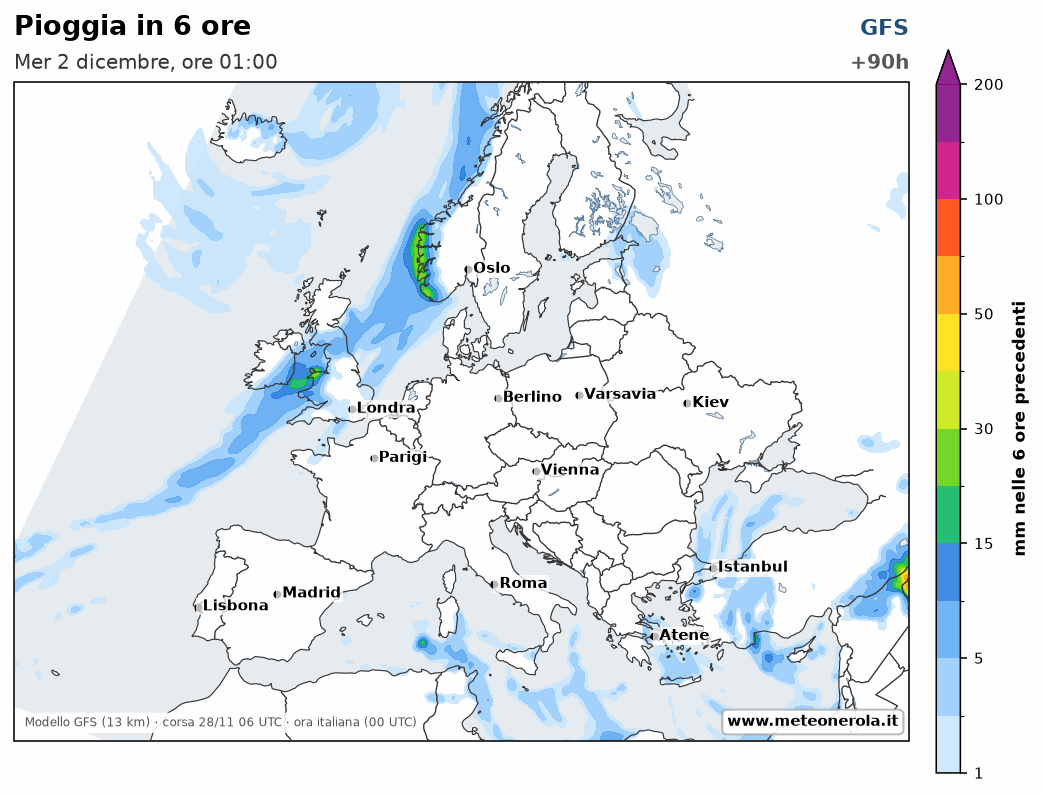 Pioggia in 6 ore
GFS
Mer 2 dicembre, ore 01:00
+90h
200
100
50
30
15
5
1
mm nelle 6 ore precedenti
Oslo
Berlino
Varsavia
Kiev
Londra
Parigi
Vienna
Istanbul
Roma
Madrid
Lisbona
Atene
Modello GFS (13 km) · corsa 28/11 06 UTC · ora italiana (00 UTC)
www.meteonerola.it